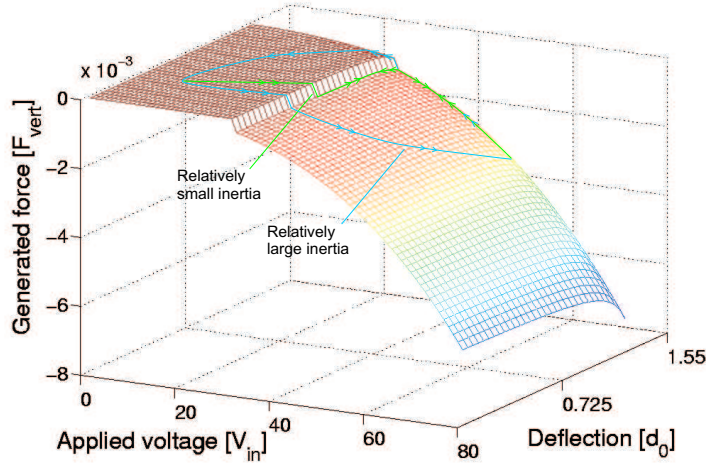 x 10⁻³
Generated force [F_vert]
0
−2
−4
−6
−8
Relatively
small inertia
Relatively
large inertia
0
20
40
60
80
Applied voltage [V_in]
0.725
1.55
Deflection [d_0]